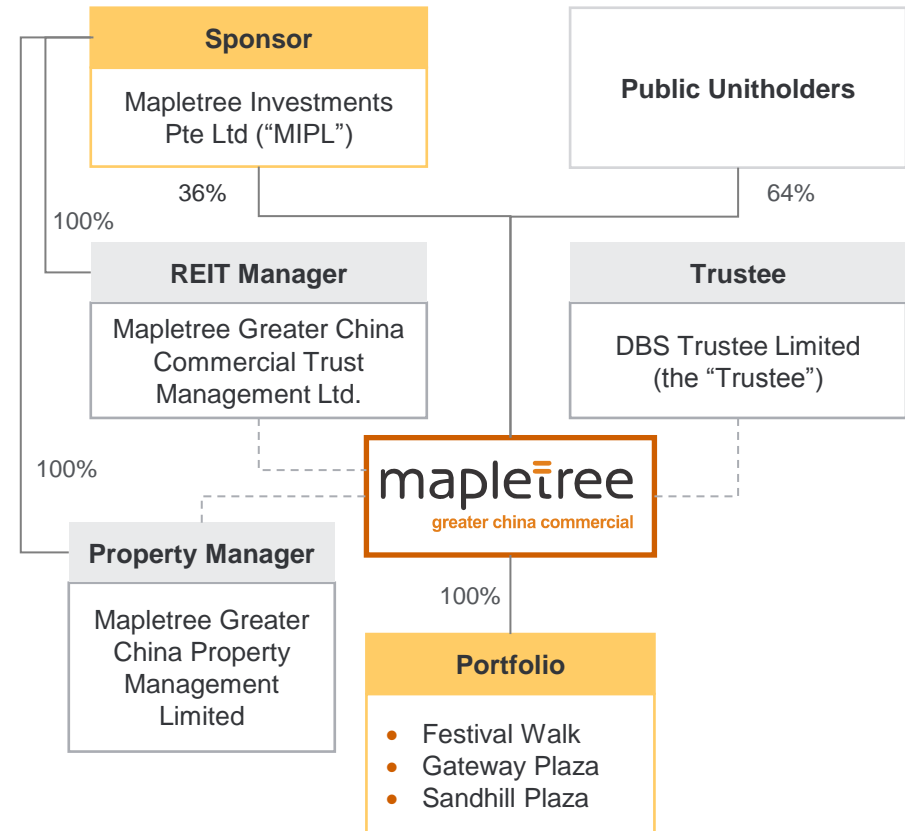 Sponsor
Mapletree Investments
Pte Ltd (“MIPL”)
Public Unitholders
36%
64%
100%
REIT Manager
Mapletree Greater China
Commercial Trust
Management Ltd.
Trustee
DBS Trustee Limited
(the “Trustee”)
100%
mapletree
greater china commercial
Property Manager
Mapletree Greater
China Property
Management
Limited
100%
Portfolio
• Festival Walk
• Gateway Plaza
• Sandhill Plaza